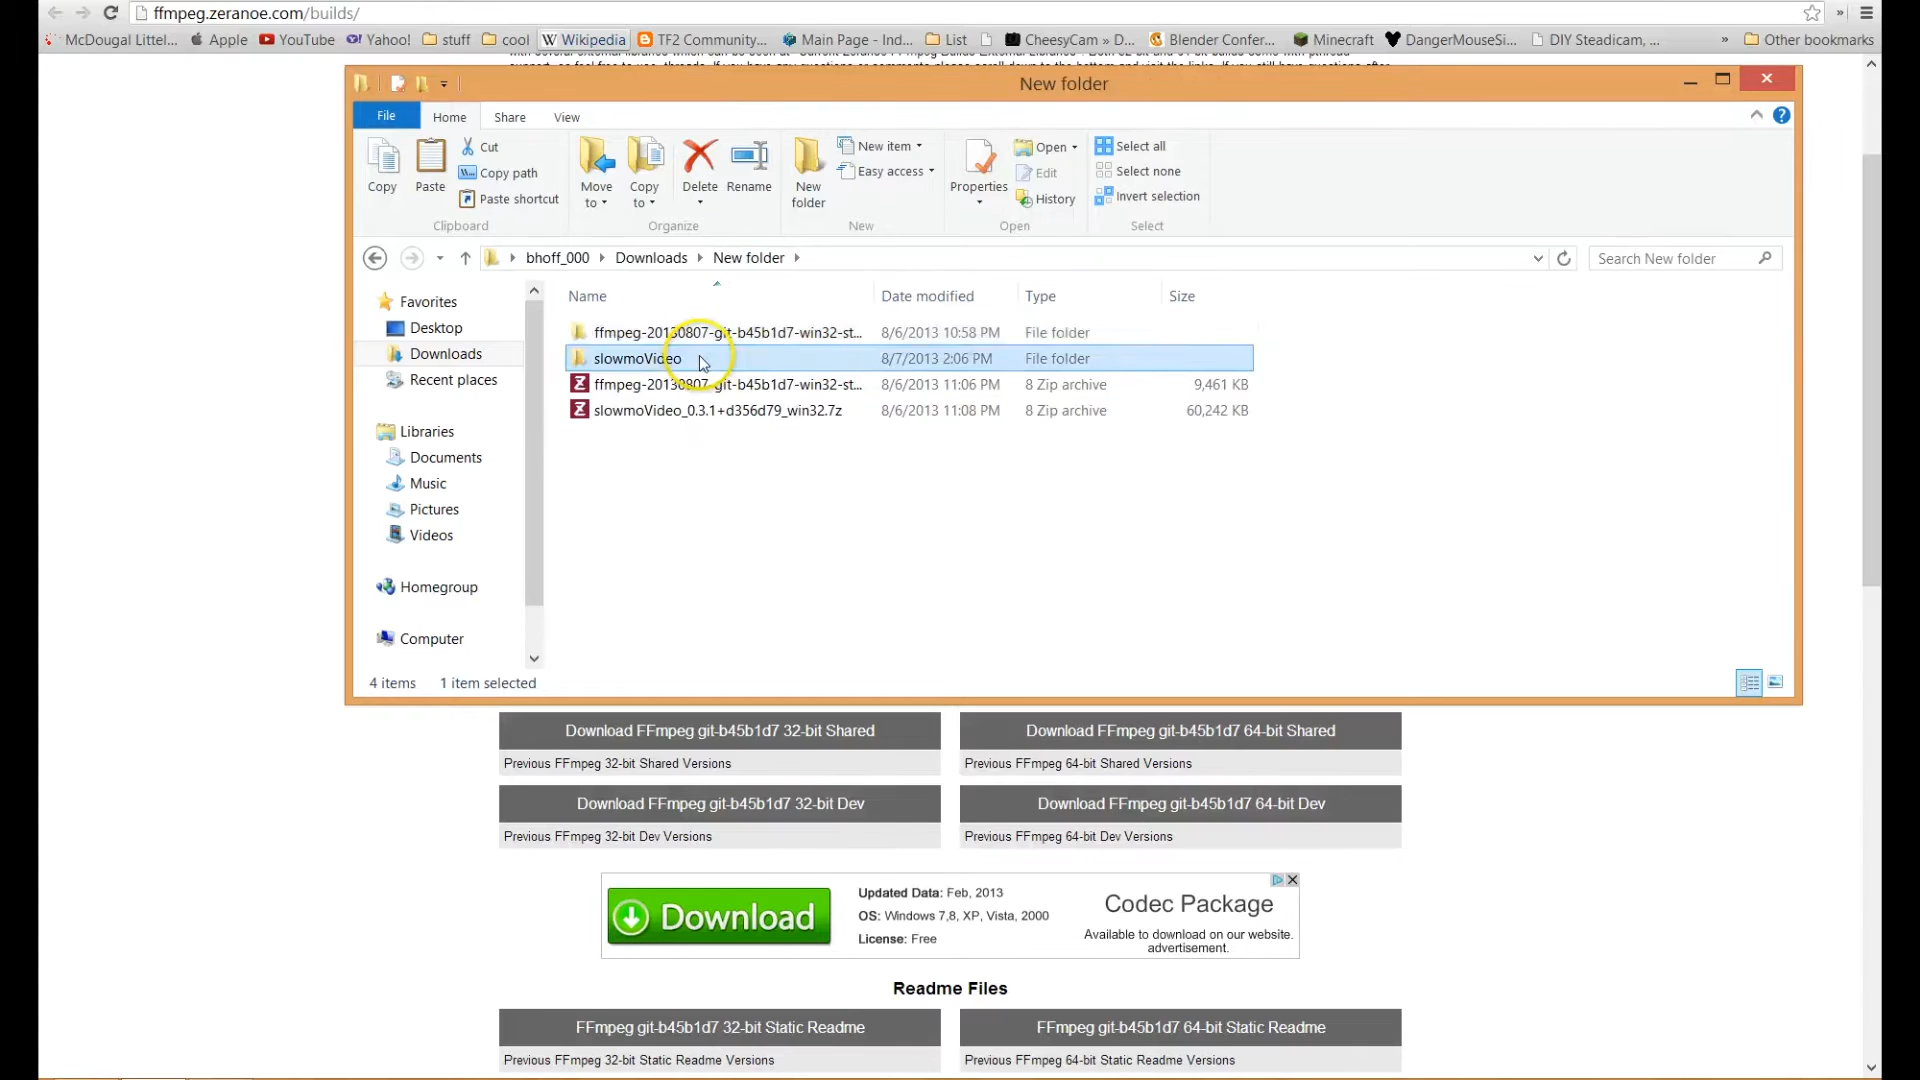 ffmpeg.zeranoe.com/builds/
McDougal Littel... Apple YouTube Yahoo! stuff cool Wikipedia TF2 Community... Main Page - Ind... List CheesyCam » D... Blender Confer... Minecraft DangerMouseSi... DIY Steadicam, ... » Other bookmarks
New folder
File Home Share View
Copy Paste Cut Copy path Paste shortcut
Move to Copy to Delete Rename
New folder New item Easy access
Properties Open Edit History
Select all Select none Invert selection
Clipboard Organize New Open Select
bhoff_000 Downloads New folder Search New folder
Name Date modified Type Size
Favorites
Desktop
Downloads
Recent places
Libraries
Documents
Music
Pictures
Videos
Homegroup
Computer
ffmpeg-20130807-git-b45b1d7-win32-st... 8/6/2013 10:58 PM File folder
slowmoVideo 8/7/2013 2:06 PM File folder
ffmpeg-20130807-git-b45b1d7-win32-st... 8/6/2013 11:06 PM 8 Zip archive 9,461 KB
slowmoVideo_0.3.1+d356d79_win32.7z 8/6/2013 11:08 PM 8 Zip archive 60,242 KB
4 items 1 item selected
Download FFmpeg git-b45b1d7 32-bit Shared Download FFmpeg git-b45b1d7 64-bit Shared
Previous FFmpeg 32-bit Shared Versions Previous FFmpeg 64-bit Shared Versions
Download FFmpeg git-b45b1d7 32-bit Dev Download FFmpeg git-b45b1d7 64-bit Dev
Previous FFmpeg 32-bit Dev Versions Previous FFmpeg 64-bit Dev Versions
Download
Updated Data: Feb, 2013
OS: Windows 7,8, XP, Vista, 2000
License: Free
Codec Package
Available to download on our website.
advertisement.
Readme Files
FFmpeg git-b45b1d7 32-bit Static Readme FFmpeg git-b45b1d7 64-bit Static Readme
Previous FFmpeg 32-bit Static Readme Versions Previous FFmpeg 64-bit Static Readme Versions